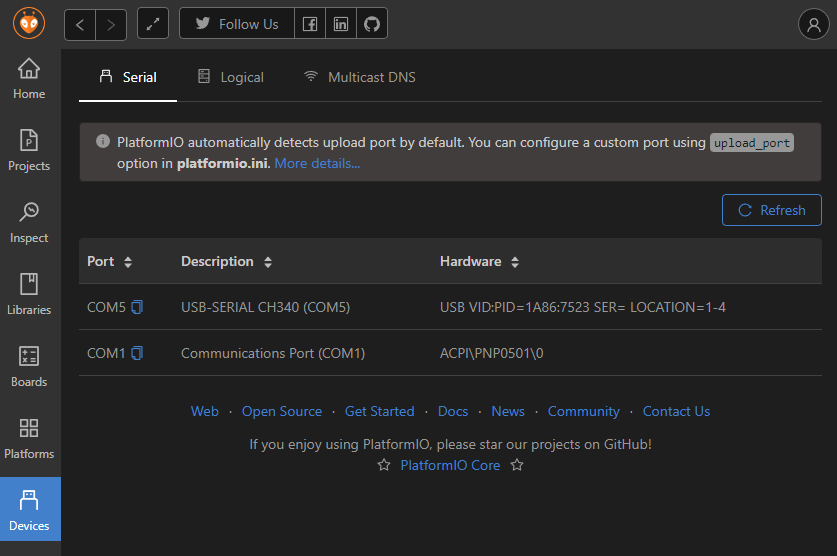 Follow Us
Home
Projects
Inspect
Libraries
Boards
Platforms
Devices
Serial
Logical
Multicast DNS
PlatformIO automatically detects upload port by default. You can configure a custom port using upload_port
option in platformio.ini. More details...
Refresh
Port Description Hardware
COM5 USB-SERIAL CH340 (COM5) USB VID:PID=1A86:7523 SER= LOCATION=1-4
COM1 Communications Port (COM1) ACPI\PNP0501\0
Web · Open Source · Get Started · Docs · News · Community · Contact Us
If you enjoy using PlatformIO, please star our projects on GitHub!
PlatformIO Core